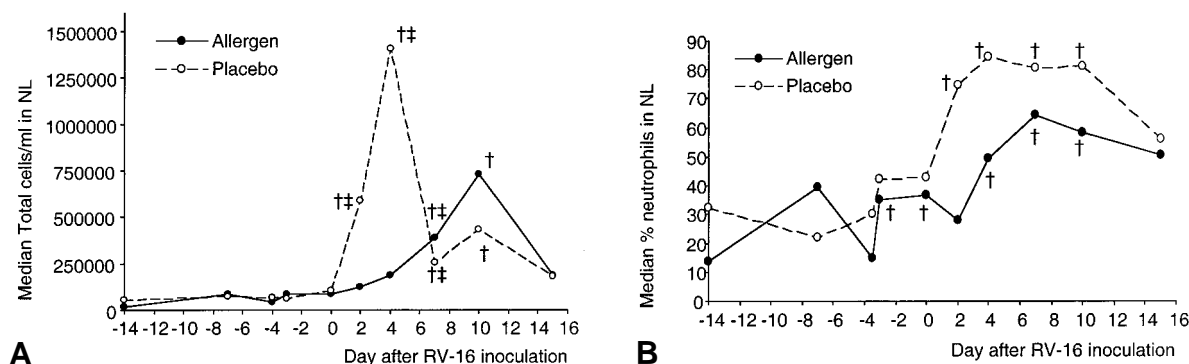 1500000
1250000
1000000
750000
500000
250000
0
Median Total cells/ml in NL
Allergen
Placebo
†‡
†‡
†‡
†‡
†
†
-14 -12 -10 -8 -6 -4 -2 0 2 4 6 8 10 12 14 16
Day after RV-16 inoculation
A
90
80
70
60
50
40
30
20
10
0
Median % neutrophils in NL
Allergen
Placebo
† † †
†
† †
†
† †
-14 -12 -10 -8 -6 -4 -2 0 2 4 6 8 10 12 14 16
Day after RV-16 inoculation
B